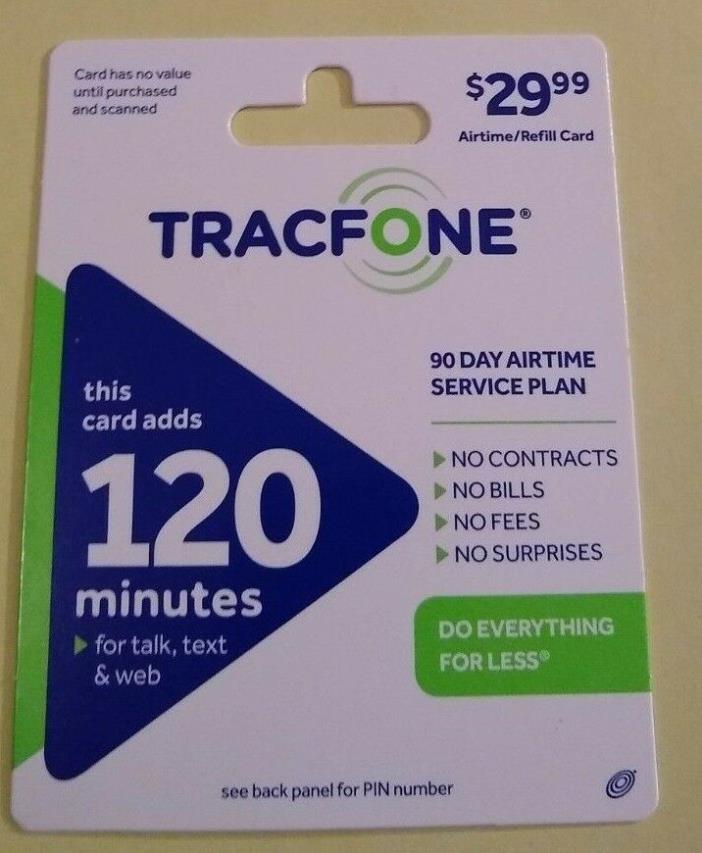 Card has no value
until purchased
and scanned
$29.99
Airtime/Refill Card
TRACFONE®
90 DAY AIRTIME
SERVICE PLAN
this
card adds
120
minutes
for talk, text
& web
NO CONTRACTS
NO BILLS
NO FEES
NO SURPRISES
DO EVERYTHING
FOR LESS®
see back panel for PIN number